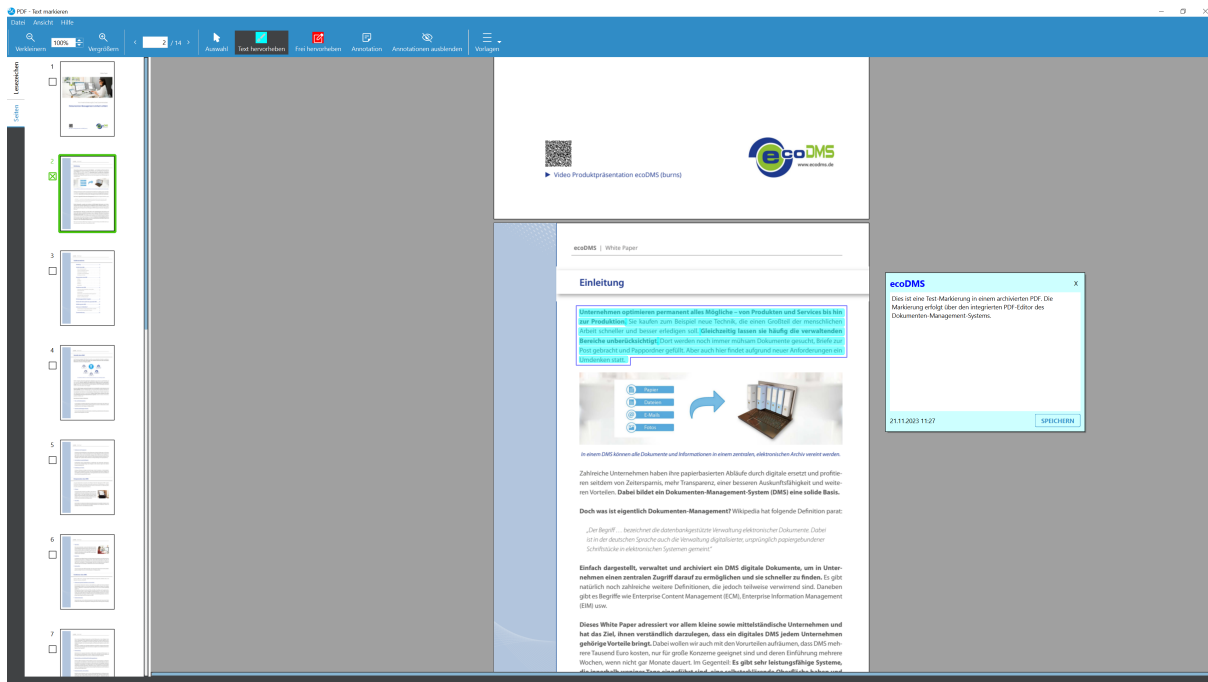 PDF - Text markieren
Datei Ansicht Hilfe
Verkleinern 100% Vergrößern 2 / 14 Auswahl Text hervorheben Frei hervorheben Annotation Annotationen ausblenden Vorlagen
Lesezeichen
Seiten
1
2
3
4
5
6
7
ecoDMS
www.ecodms.de
Video Produktpräsentation ecoDMS (burns)
ecoDMS | White Paper
Einleitung
Unternehmen optimieren permanent alles Mögliche – von Produkten und Services bis hin
zur Produktion. Sie kaufen zum Beispiel neue Technik, die einen Großteil der menschlichen
Arbeit schneller und besser erledigen soll. Gleichzeitig lassen sie häufig die verwaltenden
Bereiche unberücksichtigt. Dort werden noch immer mühsam Dokumente gesucht, Briefe zur
Post gebracht und Pappordner gefüllt. Aber auch hier findet aufgrund neuer Anforderungen ein
Umdenken statt:
Papier
Dateien
E-Mails
Fotos
In einem DMS können alle Dokumente und Informationen in einem zentralen, elektronischen Archiv vereint werden.
Zahlreiche Unternehmen haben ihre papierbasierten Abläufe durch digitale ersetzt und profitie-
ren seitdem von Zeitersparnis, mehr Transparenz, einer besseren Auskunftsfähigkeit und weite-
ren Vorteilen. Dabei bildet ein Dokumenten-Management-System (DMS) eine solide Basis.
Doch was ist eigentlich Dokumenten-Management? Wikipedia hat folgende Definition parat:
„Der Begriff … bezeichnet die datenbankgestützte Verwaltung elektronischer Dokumente. Dabei
ist in der deutschen Sprache auch die Verwaltung digitalisierter, ursprünglich papiergebundener
Schriftstücke in elektronischen Systemen gemeint."
Einfach dargestellt, verwaltet und archiviert ein DMS digitale Dokumente, um in Unter-
nehmen einen zentralen Zugriff darauf zu ermöglichen und sie schneller zu finden. Es gibt
natürlich noch zahlreiche weitere Definitionen, die jedoch teilweise verwirrend sind. Daneben
gibt es Begriffe wie Enterprise Content Management (ECM), Enterprise Information Management
(EIM) usw.
Dieses White Paper adressiert vor allem kleine sowie mittelständische Unternehmen und
hat das Ziel, ihnen verständlich darzulegen, dass ein digitales DMS jedem Unternehmen
gehörige Vorteile bringt. Dabei wollen wir auch mit den Vorurteilen aufräumen, dass DMS meh-
rere Tausend Euro kosten, nur für große Konzerne geeignet sind und deren Einführung mehrere
Wochen, wenn nicht gar Monate dauert. Im Gegenteil: Es gibt sehr leistungsfähige Systeme,
die innerhalb weniger Tage eingeführt sind, eine selbsterklärende Oberfläche haben und
ecoDMS X
Dies ist eine Test-Markierung in einem archivierten PDF. Die
Markierung erfolgt über den integrierten PDF-Editor des
Dokumenten-Management-Systems.
21.11.2023 11:27 SPEICHERN